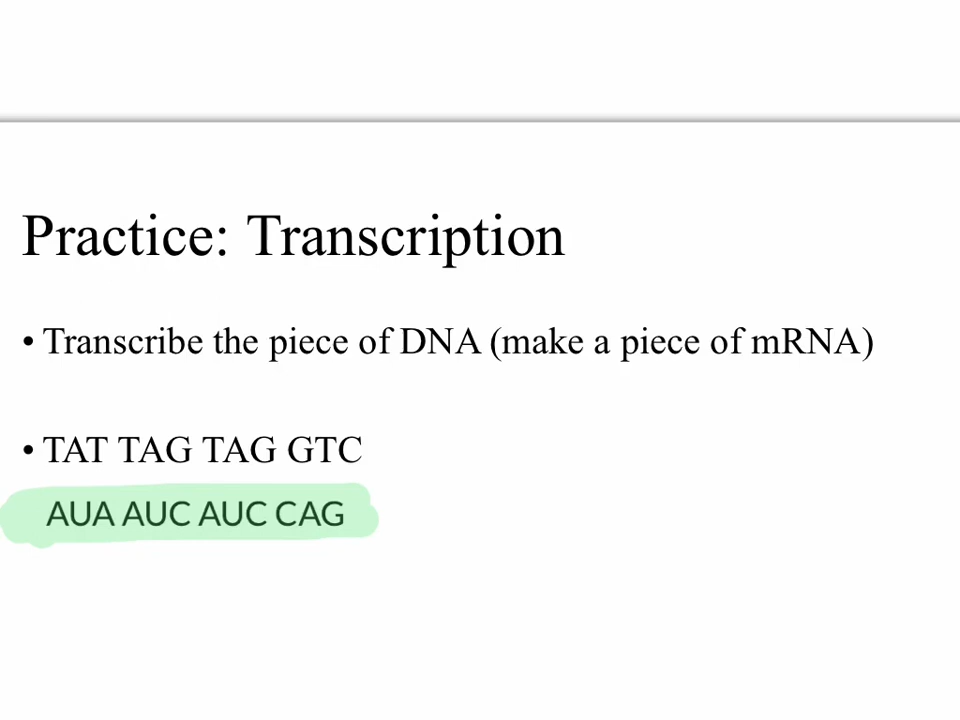 Practice: Transcription
• Transcribe the piece of DNA (make a piece of mRNA)
• TAT TAG TAG GTC
AUA AUC AUC CAG